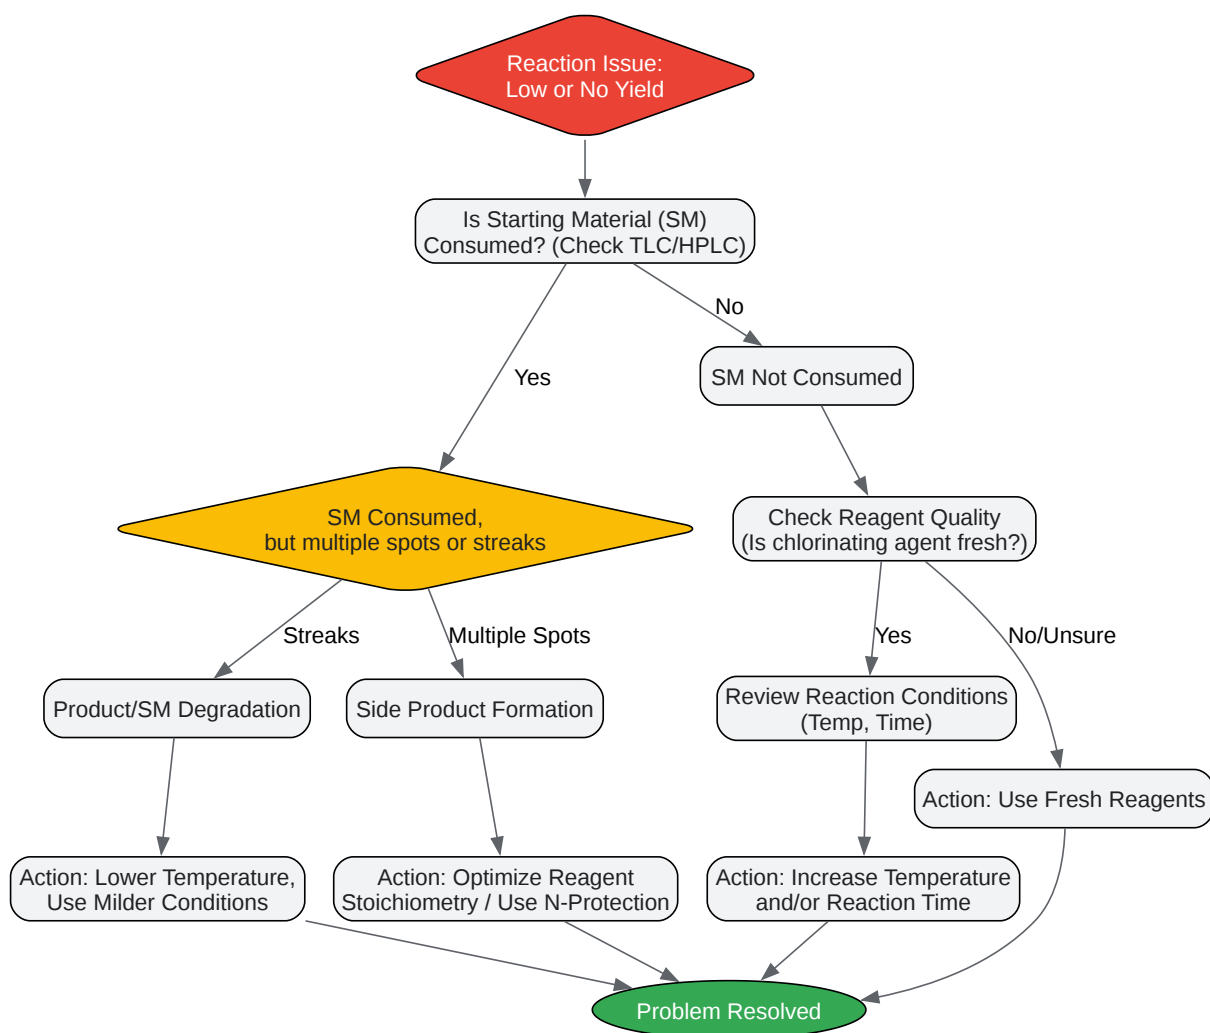 Reaction Issue:
Low or No Yield
Is Starting Material (SM)
Consumed? (Check TLC/HPLC)
No
Yes
SM Not Consumed
SM Consumed,
but multiple spots or streaks
Check Reagent Quality
(Is chlorinating agent fresh?)
Streaks
Multiple Spots
Yes
No/Unsure
Product/SM Degradation
Side Product Formation
Review Reaction Conditions
(Temp, Time)
Action: Use Fresh Reagents
Action: Lower Temperature,
Use Milder Conditions
Action: Optimize Reagent
Stoichiometry / Use N-Protection
Action: Increase Temperature
and/or Reaction Time
Problem Resolved